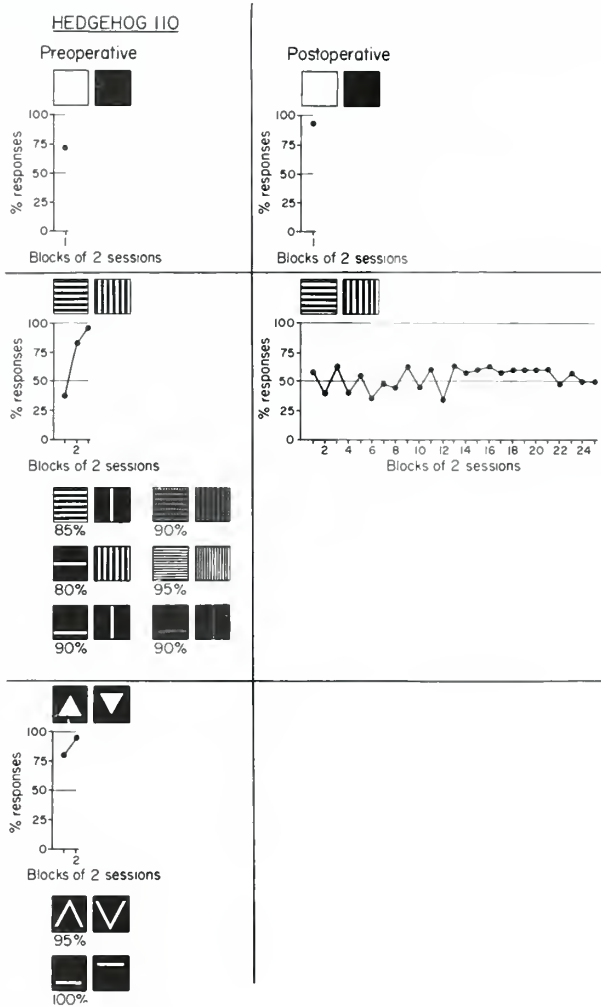 HEDGEHOG 110
Preoperative
Postoperative
100
75
50
25
0
% responses
1
Blocks of 2 sessions
100
75
50
25
0
% responses
1
Blocks of 2 sessions
100
75
50
25
0
% responses
2
Blocks of 2 sessions
100
75
50
25
0
% responses
2 4 6 8 10 12 14 16 18 20 22 24
Blocks of 2 sessions
85% 90%
80% 95%
90% 90%
100
75
50
25
0
% responses
2
Blocks of 2 sessions
95%
100%